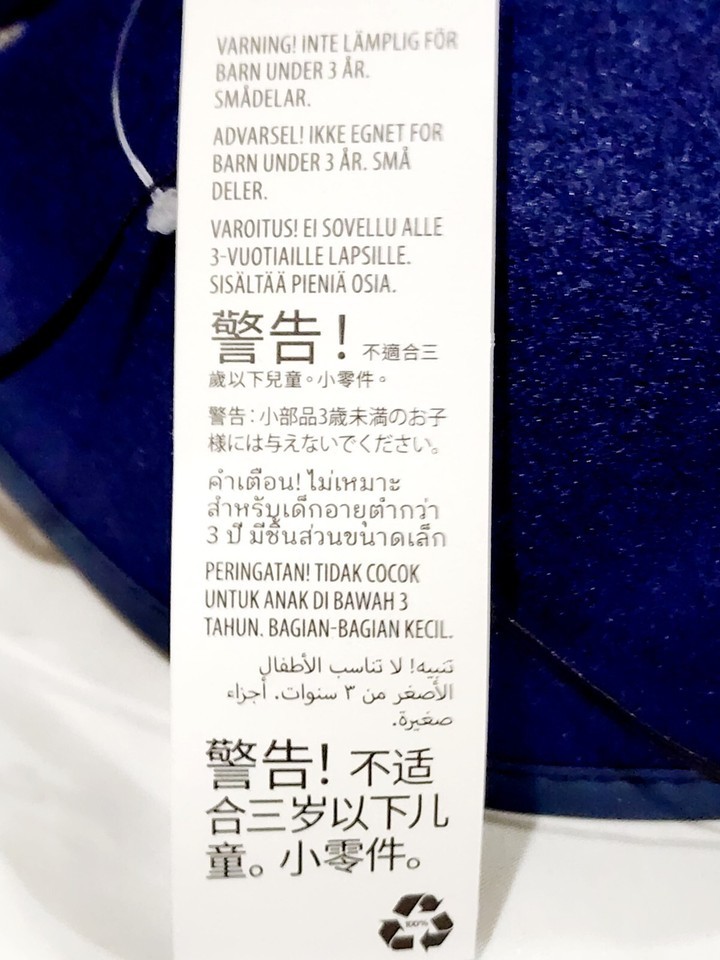 VARNING! INTE LÄMPLIG FÖR
BARN UNDER 3 ÅR.
SMÅDELAR.
ADVARSEL! IKKE EGNET FOR
BARN UNDER 3 ÅR. SMÅ
DELER.
VAROITUS! EI SOVELLU ALLE
3-VUOTIAILLE LAPSILLE.
SISÄLTÄÄ PIENIÄ OSIA.
警告! 不適合三
歲以下兒童。小零件。
警告：小部品3歳未満のお子
様には与えないでください。
คำเตือน! ไม่เหมาะ
สำหรับเด็กอายุต่ำกว่า
3 ปี มีชิ้นส่วนขนาดเล็ก
PERINGATAN! TIDAK COCOK
UNTUK ANAK DI BAWAH 3
TAHUN. BAGIAN-BAGIAN KECIL.
تنبيه! لا تناسب الأطفال
الأصغر من ٣ سنوات. أجزاء
صغيرة.
警告! 不适
合三岁以下儿
童。小零件。
100%